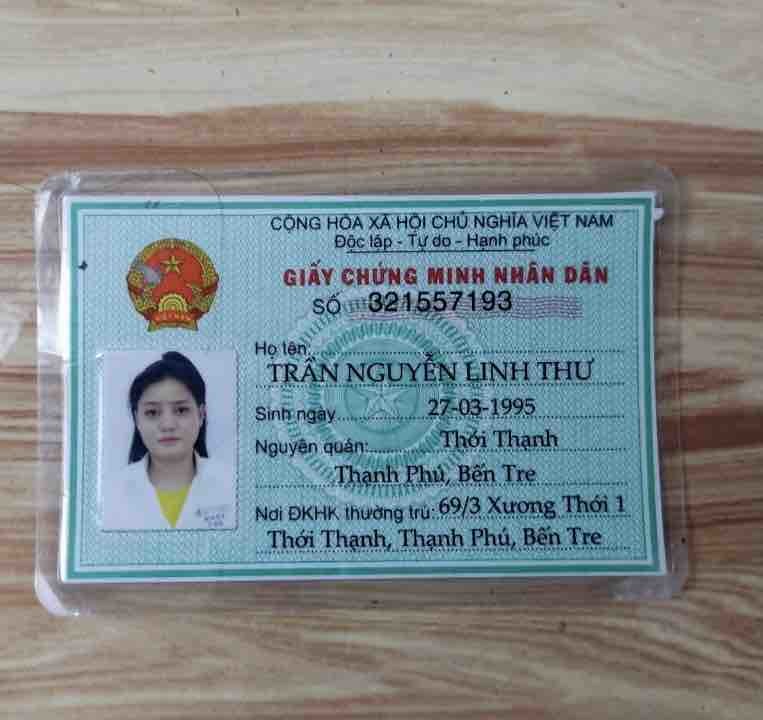 CỘNG HÒA XÃ HỘI CHỦ NGHĨA VIỆT NAM
Độc lập - Tự do - Hạnh phúc
GIẤY CHỨNG MINH NHÂN DÂN
SỐ 321557193
Họ tên
TRẦN NGUYỄN LINH THƯ
Sinh ngày 27-03-1995
Nguyên quán: Thới Thạnh
Thạnh Phú, Bến Tre
Nơi ĐKHK thường trú: 69/3 Xương Thới 1
Thới Thạnh, Thạnh Phú, Bến Tre
VIỆT NAM